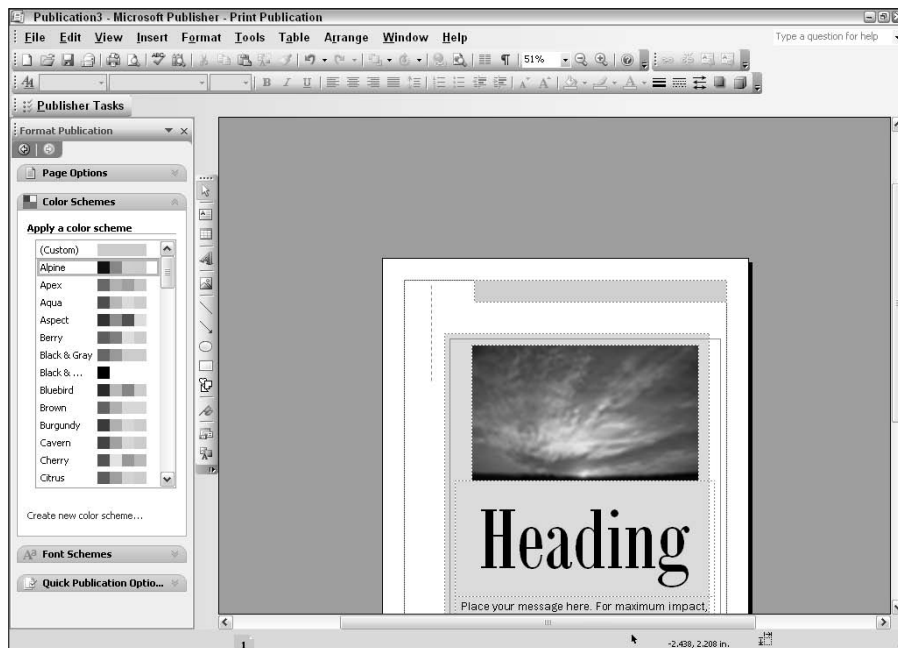 Publication3 - Microsoft Publisher - Print Publication
File Edit View Insert Format Tools Table Arrange Window Help
Type a question for help
51%
B I U
Publisher Tasks
Format Publication
Page Options
Color Schemes
Apply a color scheme
(Custom)
Alpine
Apex
Aqua
Aspect
Berry
Black & Gray
Black & ...
Bluebird
Brown
Burgundy
Cavern
Cherry
Citrus
Create new color scheme...
Font Schemes
Quick Publication Optio...
Heading
Place your message here. For maximum impact,
1
-2.438, 2.208 in.